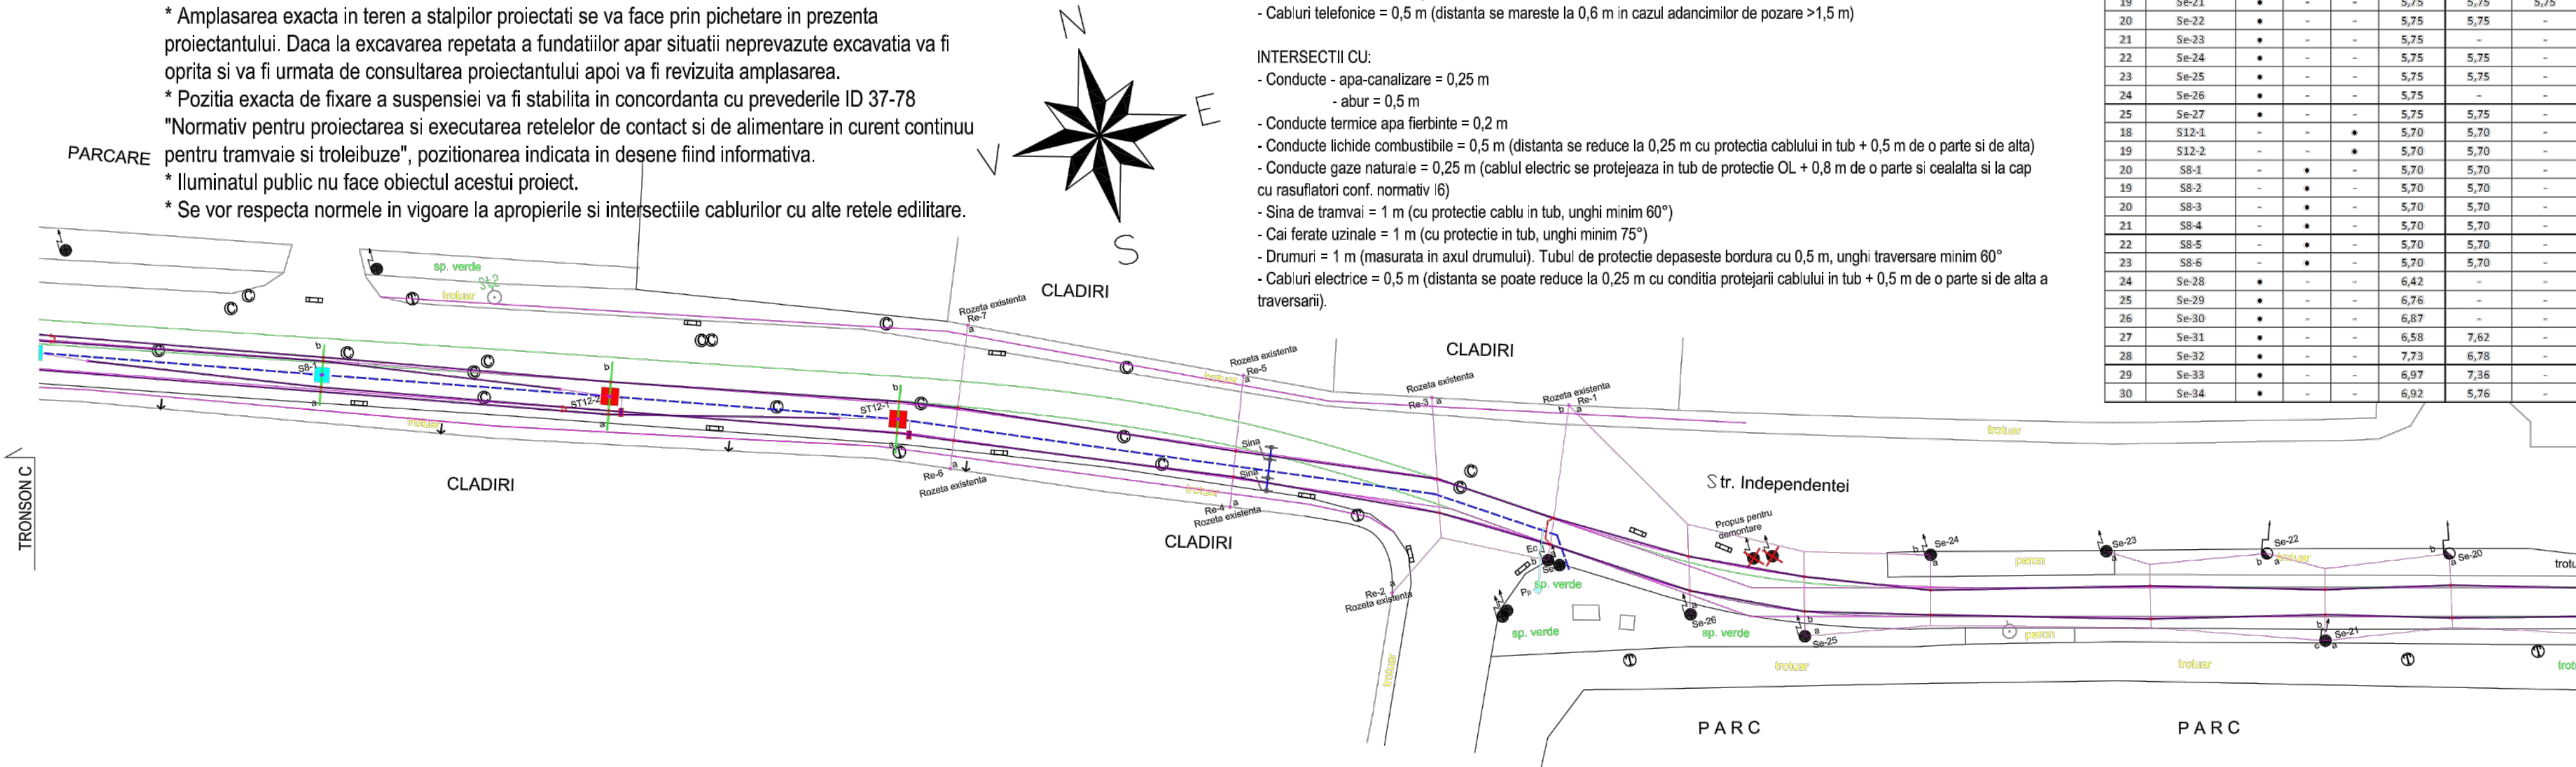 * Amplasarea exacta in teren a stalpilor proiectati se va face prin pichetare in prezenta
proiectantului. Daca la excavarea repetata a fundatiilor apar situatii neprevazute excavatia va fi
oprita si va fi urmata de consultarea proiectantului apoi va fi revizuita amplasarea.
* Pozitia exacta de fixare a suspensiei va fi stabilita in concordanta cu prevederile ID 37-78
"Normativ pentru proiectarea si executarea retelelor de contact si de alimentare in curent continuu
pentru tramvaie si troleibuze", pozitionarea indicata in desene fiind informativa.
* Iluminatul public nu face obiectul acestui proiect.
* Se vor respecta normele in vigoare la apropierile si intersectiile cablurilor cu alte retele edilitare.
PARCARE
N
E
V
S
- Cabluri telefonice = 0,5 m (distanta se mareste la 0,6 m in cazul adancimilor de pozare >1,5 m)
INTERSECTII CU:
- Conducte - apa-canalizare = 0,25 m
- abur = 0,5 m
- Conducte termice apa fierbinte = 0,2 m
- Conducte lichide combustibile = 0,5 m (distanta se reduce la 0,25 m cu protectia cablului in tub + 0,5 m de o parte si de alta)
- Conducte gaze naturale = 0,25 m (cablul electric se protejeaza in tub de protectie OL + 0,8 m de o parte si cealalta si la cap
cu rasuflatori conf. normativ I6)
- Sina de tramvai = 1 m (cu protectie cablu in tub, unghi minim 60°)
- Cai ferate uzinale = 1 m (cu protectie in tub, unghi minim 75°)
- Drumuri = 1 m (masurata in axul drumului). Tubul de protectie depaseste bordura cu 0,5 m, unghi traversare minim 60°
- Cabluri electrice = 0,5 m (distanta se poate reduce la 0,25 m cu conditia protejarii cablului in tub + 0,5 m de o parte si de alta a
traversarii).
19 Se-21 • - - 5,75 5,75 5,75
20 Se-22 • - - 5,75 5,75 -
21 Se-23 • - - 5,75 - -
22 Se-24 • - - 5,75 5,75 -
23 Se-25 • - - 5,75 5,75 -
24 Se-26 • - - 5,75 - -
25 Se-27 • - - 5,75 5,75 -
18 S12-1 - - • 5,70 5,70 -
19 S12-2 - - • 5,70 5,70 -
20 S8-1 - • - 5,70 5,70 -
19 S8-2 - • - 5,70 5,70 -
20 S8-3 - • - 5,70 5,70 -
21 S8-4 - • - 5,70 5,70 -
22 S8-5 - • - 5,70 5,70 -
23 S8-6 - • - 5,70 5,70 -
24 Se-28 • - - 6,42 - -
25 Se-29 • - - 6,76 - -
26 Se-30 • - - 6,87 - -
27 Se-31 • - - 6,58 7,62 -
28 Se-32 • - - 7,73 6,78 -
29 Se-33 • - - 6,97 7,36 -
30 Se-34 • - - 6,92 5,76 -
sp. verde
St2
trotuar
CLADIRI
Rozeta existenta
Re-7
a
Rozeta existenta
Re-5
a
trotuar
CLADIRI
Rozeta existenta
Re-3 a
Rozeta existenta
Re-1
b a
trotuar
b
S8-1
a
b
ST12-2
a
b
ST12-1
a
trotuar
CLADIRI
TRONSON C
Re-6 a
Rozeta existenta
Sina
Sina
trotuar
Re-4 a
Rozeta existenta
CLADIRI
Re-2 a
Rozeta existenta
trotuar
Str. Independentei
Propus pentru
demontare
Ec
b
sp. verde
Pp
sp. verde
a
Se-26
sp. verde
b
a
Se-25
Se-24
b
a
peron
Se-23
a
Se-22
b a
trotuar
b
Se-20
a
b
Se-21
c a
peron
trotuar
trotuar
PARC
PARC